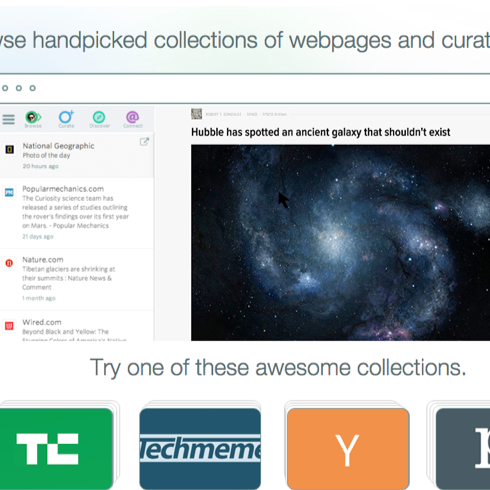 wse handpicked collections of webpages and curat
Browse
Curate
Discover
Connect
National Geographic
Photo of the day
20 hours ago
Popularmechanics.com
The Curiosity science team has
released a series of studies outlining
the rover's findings over its first year
on Mars. - Popular Mechanics
21 days ago
Nature.com
Tibetan glaciers are shrinking at
their summits : Nature News &
Comment
1 month ago
Wired.com
Beyond Black and Yellow: The
Stunning Colors of America's Native
Hubble has spotted an ancient galaxy that shouldn't exist
Try one of these awesome collections.
TC
Techmeme
Y